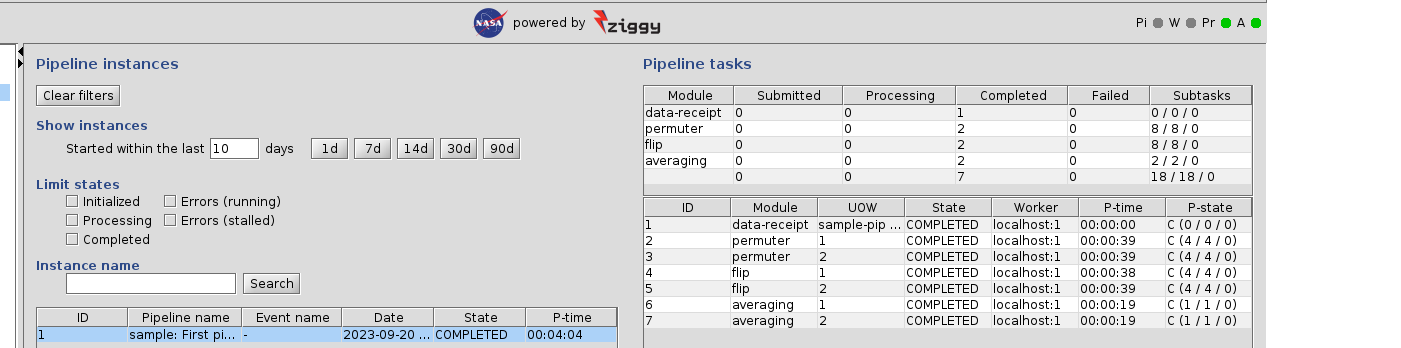 NASA powered by ziggy Pi W Pr A
Pipeline instances
Clear filters
Show instances
Started within the last 10 days 1d 7d 14d 30d 90d
Limit states
Initialized Errors (running)
Processing Errors (stalled)
Completed
Instance name
Search
ID Pipeline name Event name Date State P-time
1 sample: First pi... - 2023-09-20 ... COMPLETED 00:04:04
Pipeline tasks
Module Submitted Processing Completed Failed Subtasks
data-receipt 0 0 1 0 0 / 0 / 0
permuter 0 0 2 0 8 / 8 / 0
flip 0 0 2 0 8 / 8 / 0
averaging 0 0 2 0 2 / 2 / 0
0 0 7 0 18 / 18 / 0
ID Module UOW State Worker P-time P-state
1 data-receipt sample-pip ... COMPLETED localhost:1 00:00:00 C (0 / 0 / 0)
2 permuter 1 COMPLETED localhost:1 00:00:39 C (4 / 4 / 0)
3 permuter 2 COMPLETED localhost:1 00:00:39 C (4 / 4 / 0)
4 flip 1 COMPLETED localhost:1 00:00:38 C (4 / 4 / 0)
5 flip 2 COMPLETED localhost:1 00:00:39 C (4 / 4 / 0)
6 averaging 1 COMPLETED localhost:1 00:00:19 C (1 / 1 / 0)
7 averaging 2 COMPLETED localhost:1 00:00:19 C (1 / 1 / 0)